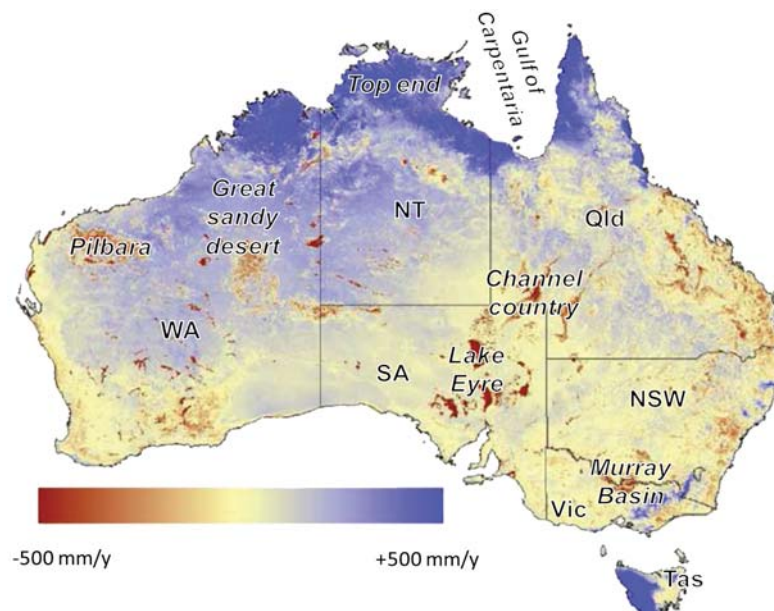 Gulf of
Carpentaria
Top end
Great
sandy
desert
NT
Qld
Pilbara
Channel
country
WA
SA
Lake
Eyre
NSW
Murray
Basin
Vic
-500 mm/y
+500 mm/y
Tas